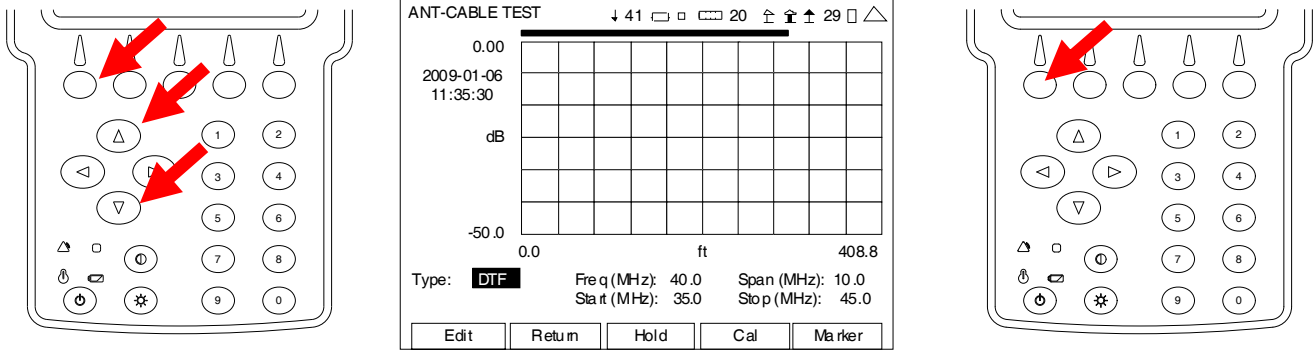 1 2
3 4
5 6
7 8
9 0
ANT-CABLE TEST 41 20 29
0.00
2009-01-06
11:35:30
dB
-50.0
0.0 ft 408.8
Type: DTF Freq (MHz): 40.0 Span (MHz): 10.0
Start (MHz): 35.0 Stop (MHz): 45.0
Edit Return Hold Cal Marker
1 2
3 4
5 6
7 8
9 0